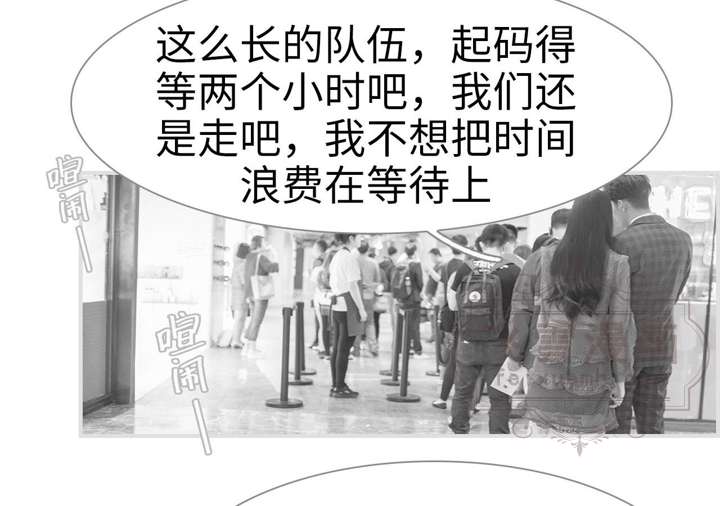 这么长的队伍，起码得
等两个小时吧，我们还
是走吧，我不想把时间
浪费在等待上
喧闹—
喧闹—
HE